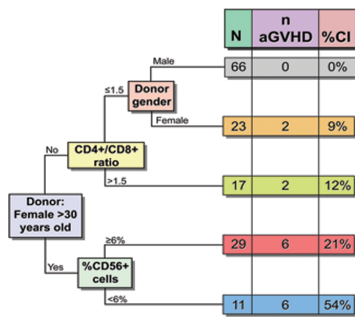 N
n
aGVHD
%CI
Male
66
0
0%
≤1.5
Donor
gender
Female
23
2
9%
No
CD4+/CD8+
ratio
>1.5
17
2
12%
Donor:
Female >30
years old
≥6%
29
6
21%
Yes
%CD56+
cells
<6%
11
6
54%